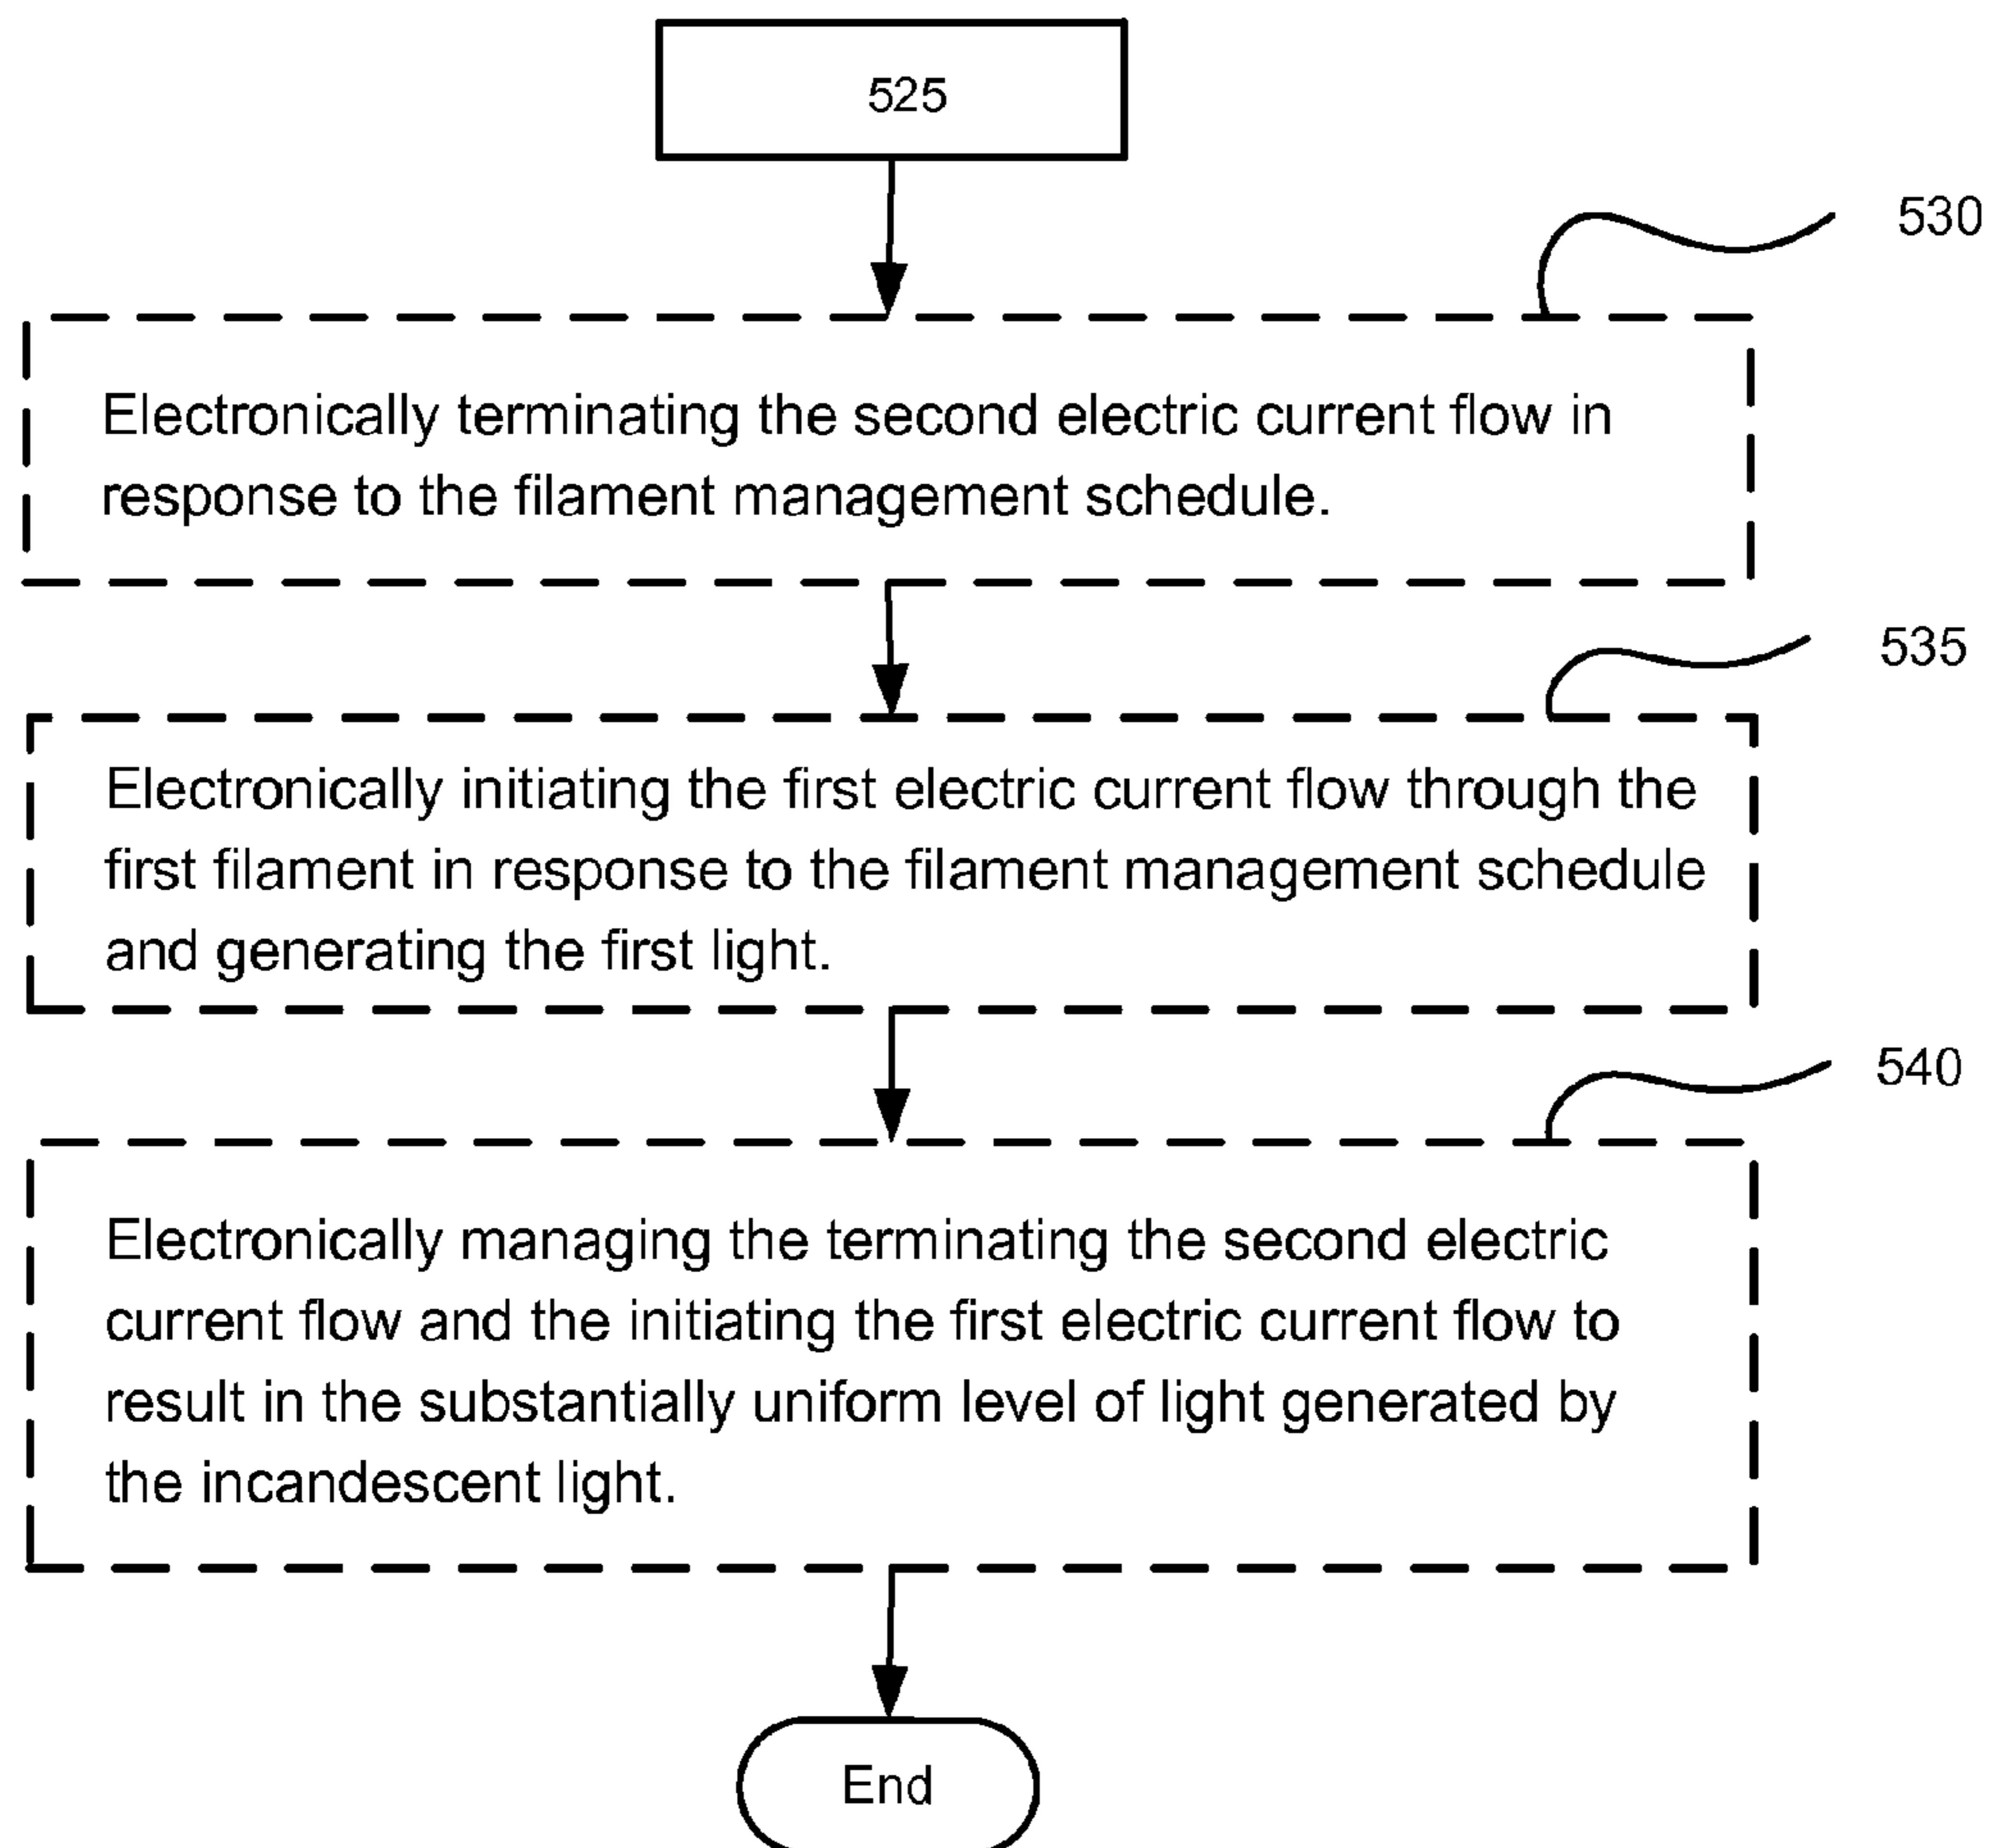 525
530
Electronically terminating the second electric current flow in
response to the filament management schedule.
535
Electronically initiating the first electric current flow through the
first filament in response to the filament management schedule
and generating the first light.
540
Electronically managing the terminating the second electric
current flow and the initiating the first electric current flow to
result in the substantially uniform level of light generated by
the incandescent light.
End